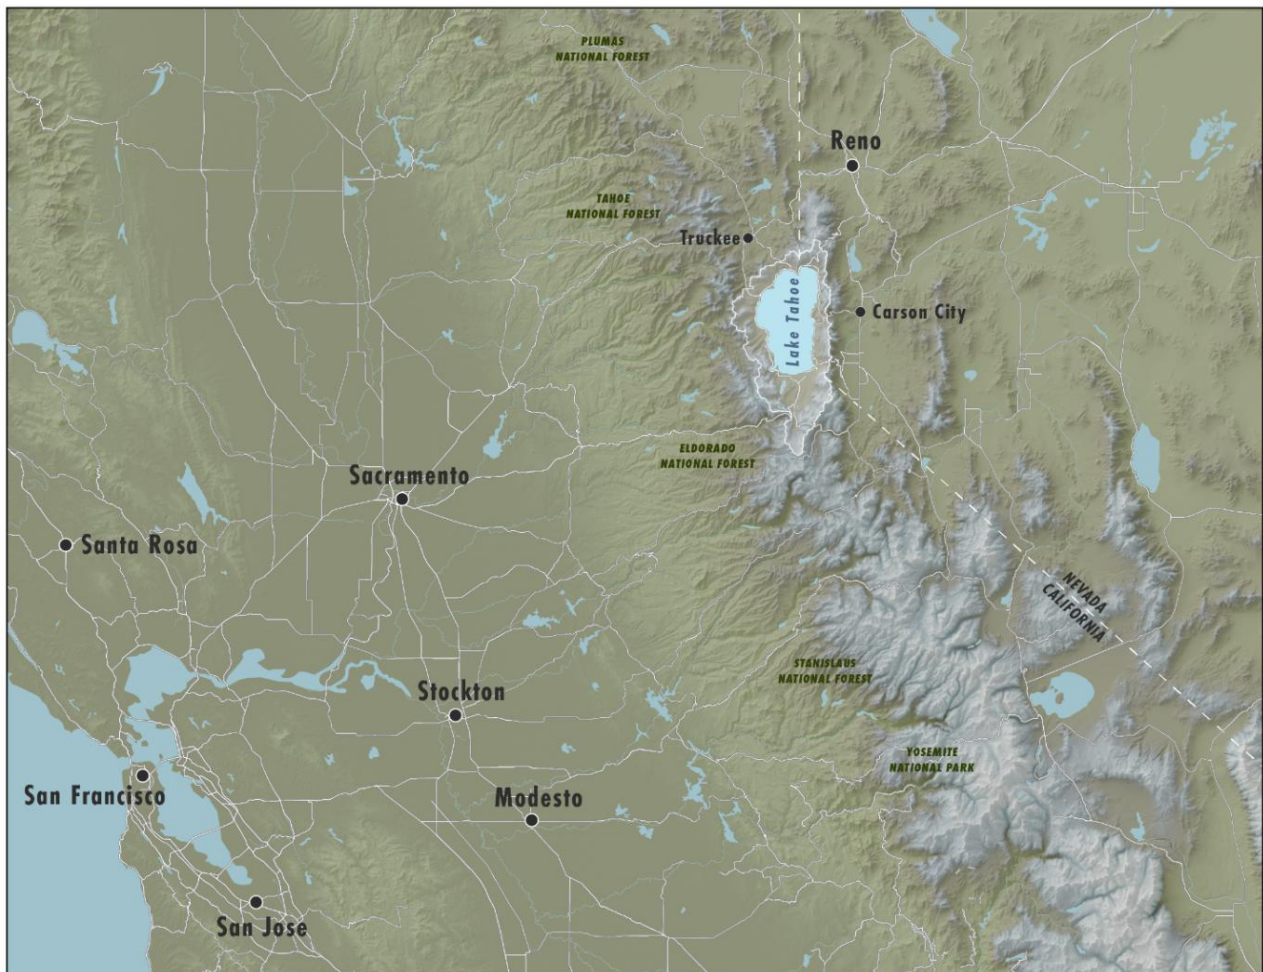 PLUMAS
NATIONAL FOREST
Reno
TAHOE
NATIONAL FOREST
Truckee
Lake Tahoe
Carson City
ELDORADO
NATIONAL FOREST
Sacramento
Santa Rosa
NEVADA
CALIFORNIA
STANISLAUS
NATIONAL FOREST
Stockton
YOSEMITE
NATIONAL PARK
San Francisco
Modesto
San Jose